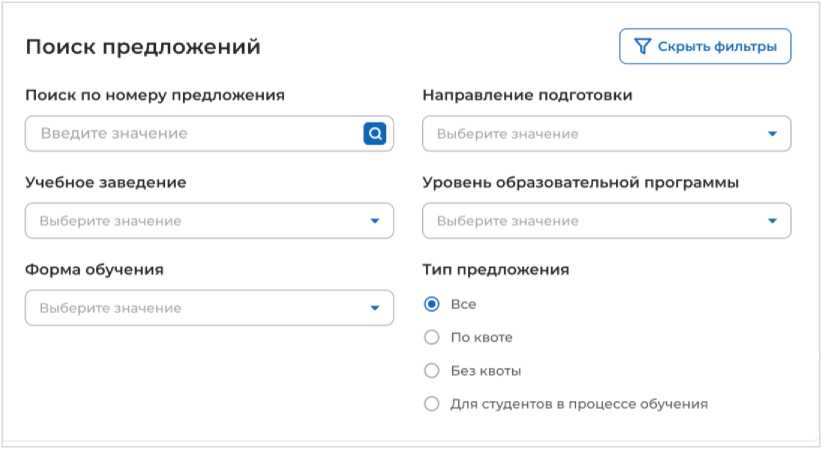 Поиск предложений
Скрыть фильтры
Поиск по номеру предложения
Направление подготовки
Введите значение
Выберите значение
Учебное заведение
Уровень образовательной программы
Выберите значение
Выберите значение
Форма обучения
Тип предложения
Выберите значение
Все
По квоте
Без квоты
Для студентов в процессе обучения